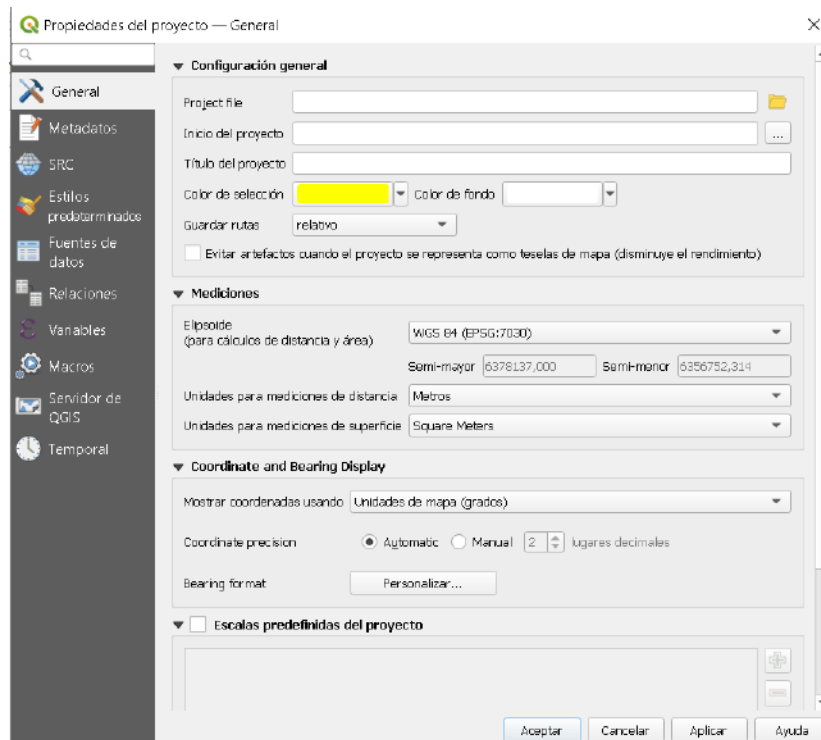 Propiedades del proyecto — General
General
Metadatos
SRC
Estilos
predeterminados
Fuentes de
datos
Relaciones
Variables
Macros
Servidor de
QGIS
Temporal
Configuración general
Project file
Inicio del proyecto ...
Título del proyecto
Color de selección Color de fondo
Guardar rutas relativo
Evitar artefactos cuando el proyecto se representa como teselas de mapa (disminuye el rendimiento)
Mediciones
Elipsoide
(para cálculos de distancia y área) WGS 84 (EPSG:7030)
Semi-mayor 6378137,000 Semi-menor 6356752,314
Unidades para mediciones de distancia Metros
Unidades para mediciones de superficie Square Meters
Coordinate and Bearing Display
Mostrar coordenadas usando Unidades de mapa (grados)
Coordinate precision Automatic Manual 2 lugares decimales
Bearing format Personalizar...
Escalas predefinidas del proyecto
Aceptar Cancelar Aplicar Ayuda